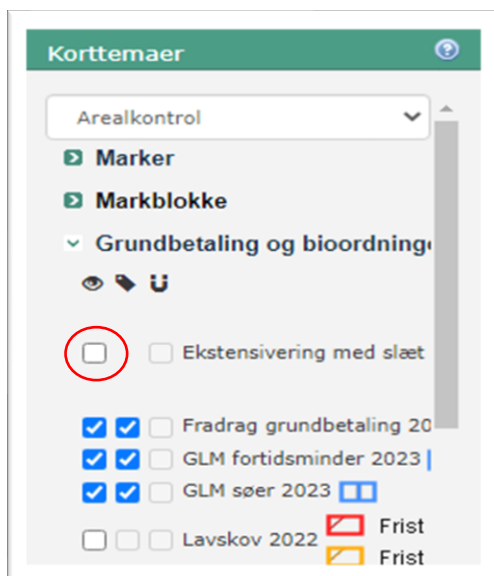 Korttemaer
Arealkontrol
Marker
Markblokke
Grundbetaling og bioordning
Ekstensivering med slæt
Fradrag grundbetaling 20
GLM fortidsminder 2023
GLM søer 2023
Frist
Lavskov 2022
Frist